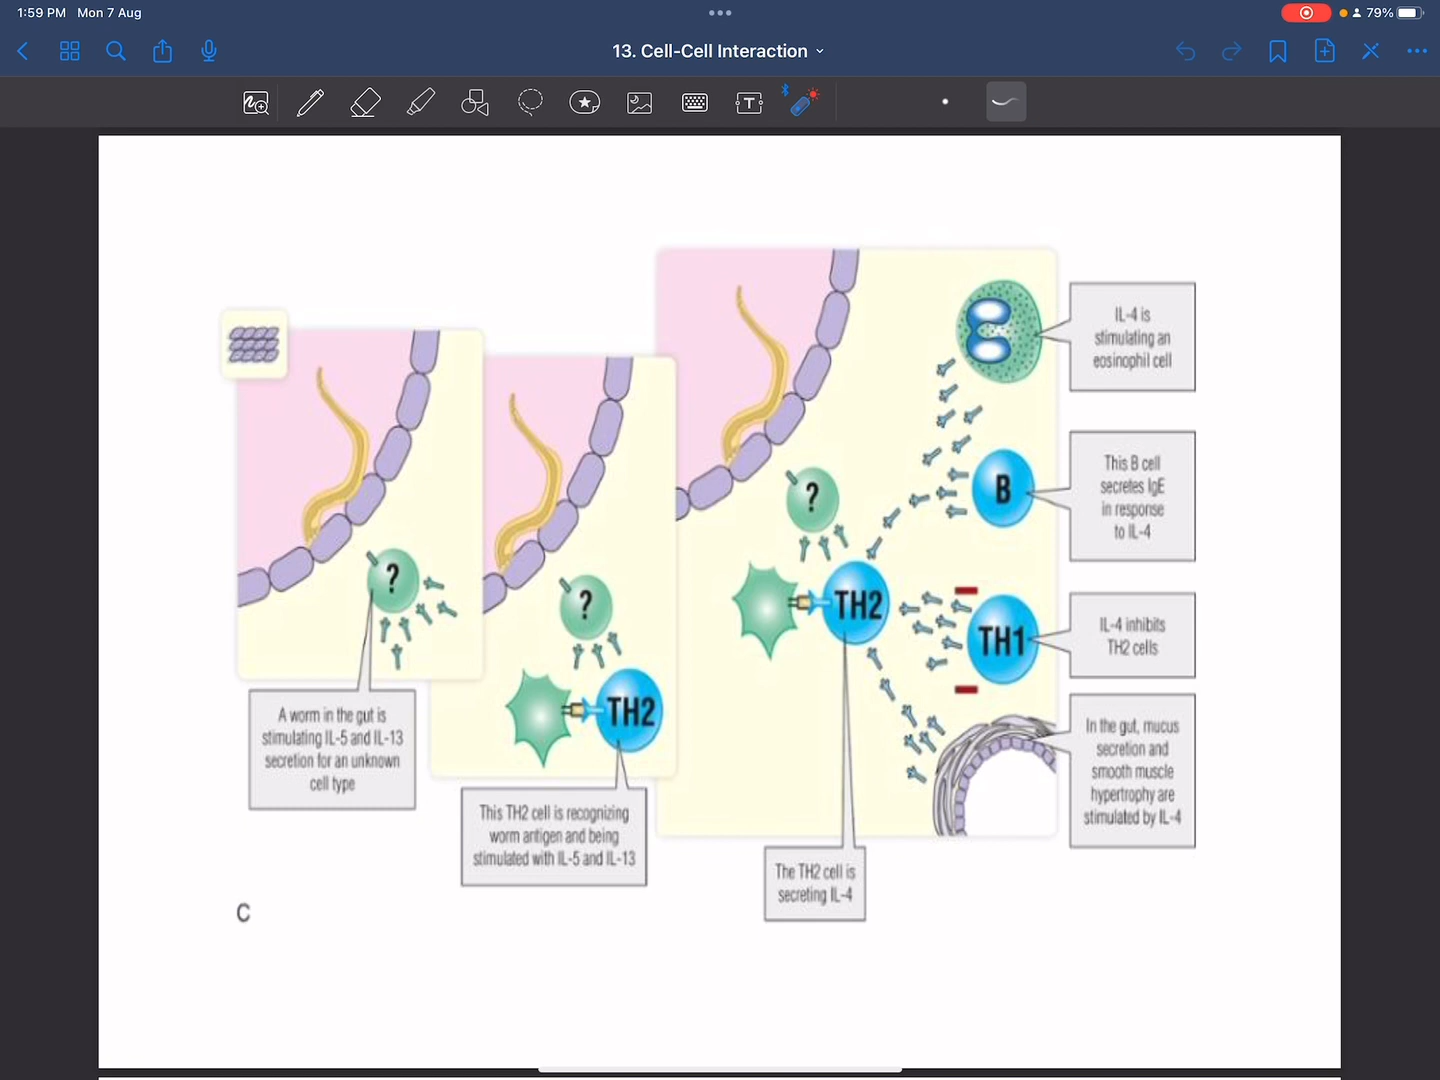 1:59 PM Mon 7 Aug
79%
13. Cell-Cell Interaction
T
?
A worm in the gut is
stimulating IL-5 and IL-13
secretion for an unknown
cell type
?
TH2
This TH2 cell is recognizing
worm antigen and being
stimulated with IL-5 and IL-13
?
TH2
The TH2 cell is
secreting IL-4
IL-4 is
stimulating an
eosinophil cell
B
This B cell
secretes IgE
in response
to IL-4
TH1
IL-4 inhibits
TH2 cells
In the gut, mucus
secretion and
smooth muscle
hypertrophy are
stimulated by IL-4
C